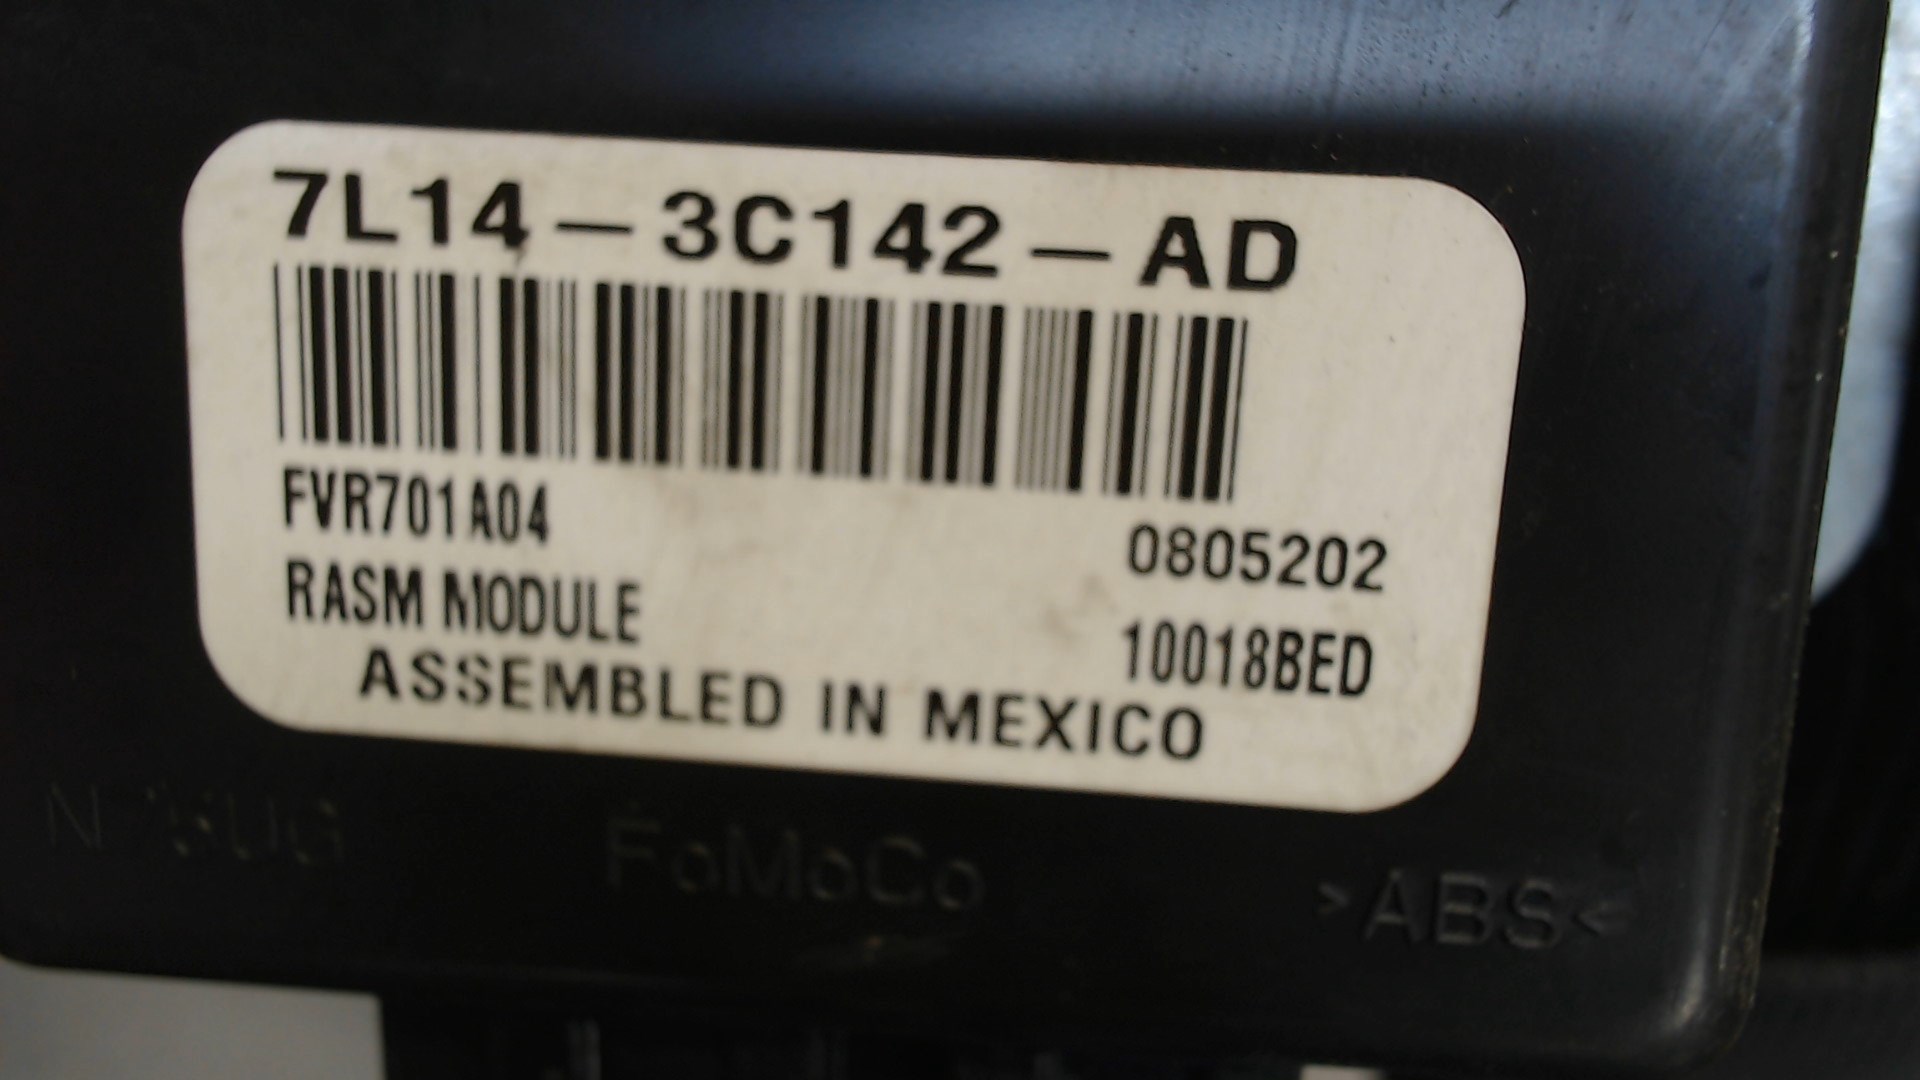 7L14-3C142-AD
FVR701A04
0805202
RASM MODULE
10018BED
ASSEMBLED IN MEXICO
FoMoCo
>ABS<